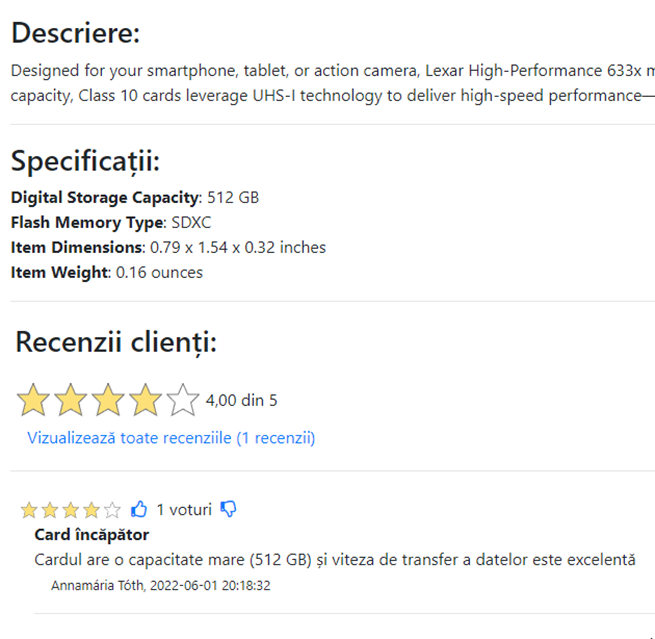 Descriere:
Designed for your smartphone, tablet, or action camera, Lexar High-Performance 633x
capacity, Class 10 cards leverage UHS-I technology to deliver high-speed performance—
Specificații:
Digital Storage Capacity: 512 GB
Flash Memory Type: SDXC
Item Dimensions: 0.79 x 1.54 x 0.32 inches
Item Weight: 0.16 ounces
Recenzii clienți:
4,00 din 5
Vizualizează toate recenziile (1 recenzii)
1 voturi
Card încăpător
Cardul are o capacitate mare (512 GB) și viteza de transfer a datelor este excelentă
Annamária Tóth, 2022-06-01 20:18:32